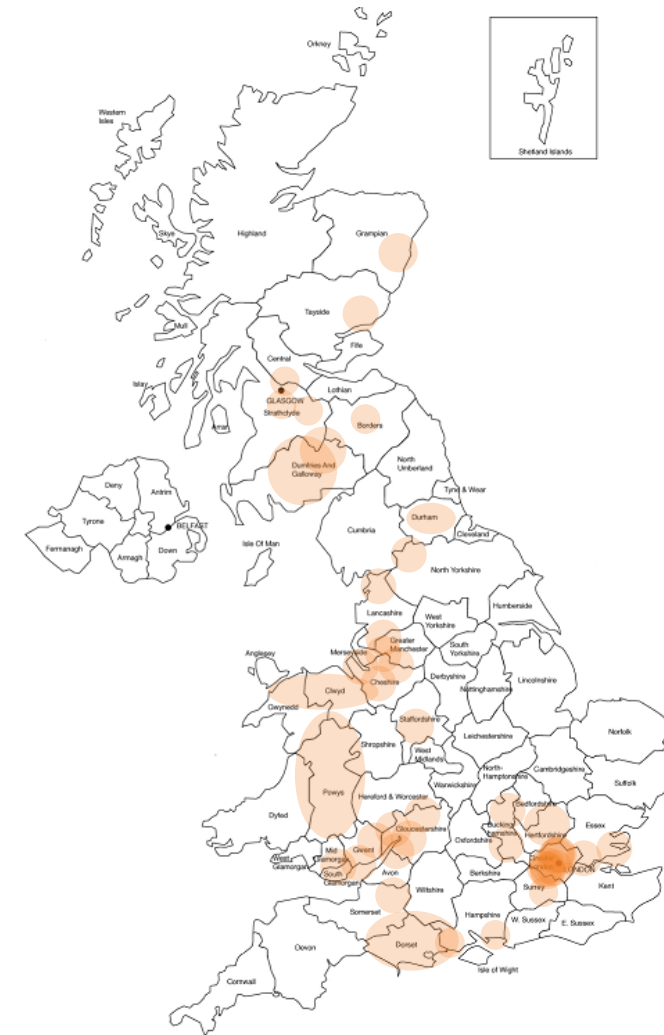 Orkney
Western
Isles
Shetland Islands
Skye
Highland
Grampian
Tayside
Mull
Fife
Central
Islay
Lothian
GLASGOW
Strathclyde
Arran
Borders
Dumfries And
Galloway
North
Umberland
Tyne & Wear
Derry
Antrim
Tyrone
BELFAST
Fermanagh
Armagh
Down
Isle Of Man
Durham
Cumbria
Cleveland
North Yorkshire
Lancashire
West
Yorkshire
Humberside
Greater
Manchester
South
Yorkshire
Merseyside
Anglesey
Cheshire
Derbyshire
Nottinghamshire
Lincolnshire
Clwyd
Gwynedd
Staffordshire
Shropshire
Leichestershire
Norfolk
West
Midlands
North-
Hamptonshire
Cambridgeshire
Warwickshire
Suffolk
Powys
Hereford & Worcester
Bedfordshire
Dyfed
Gloucestershire
Bucking-
hamshire
Hertfordshire
Essex
Oxfordshire
Mid
Glamorgan
Gwent
West
Glamorgan
South
Glamorgan
Avon
Berkshire
LONDON
Wiltshire
Surrey
Kent
Somerset
Hampshire
W. Sussex
E. Sussex
Devon
Dorset
Isle of Wight
Cornwall